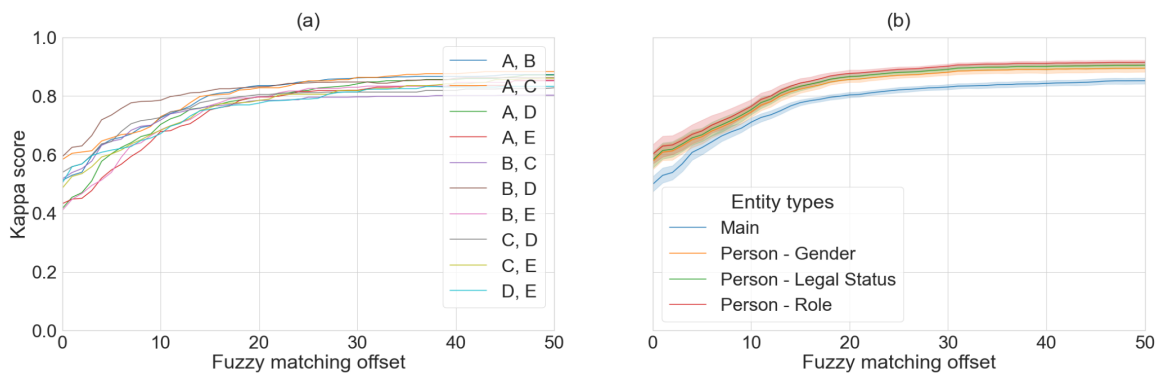 (a)
Kappa score
1.0
0.8
0.6
0.4
0.2
0.0
0
10
20
30
40
50
Fuzzy matching offset
A, B
A, C
A, D
A, E
B, C
B, D
B, E
C, D
C, E
D, E
(b)
Entity types
Main
Person - Gender
Person - Legal Status
Person - Role
0
10
20
30
40
50
Fuzzy matching offset